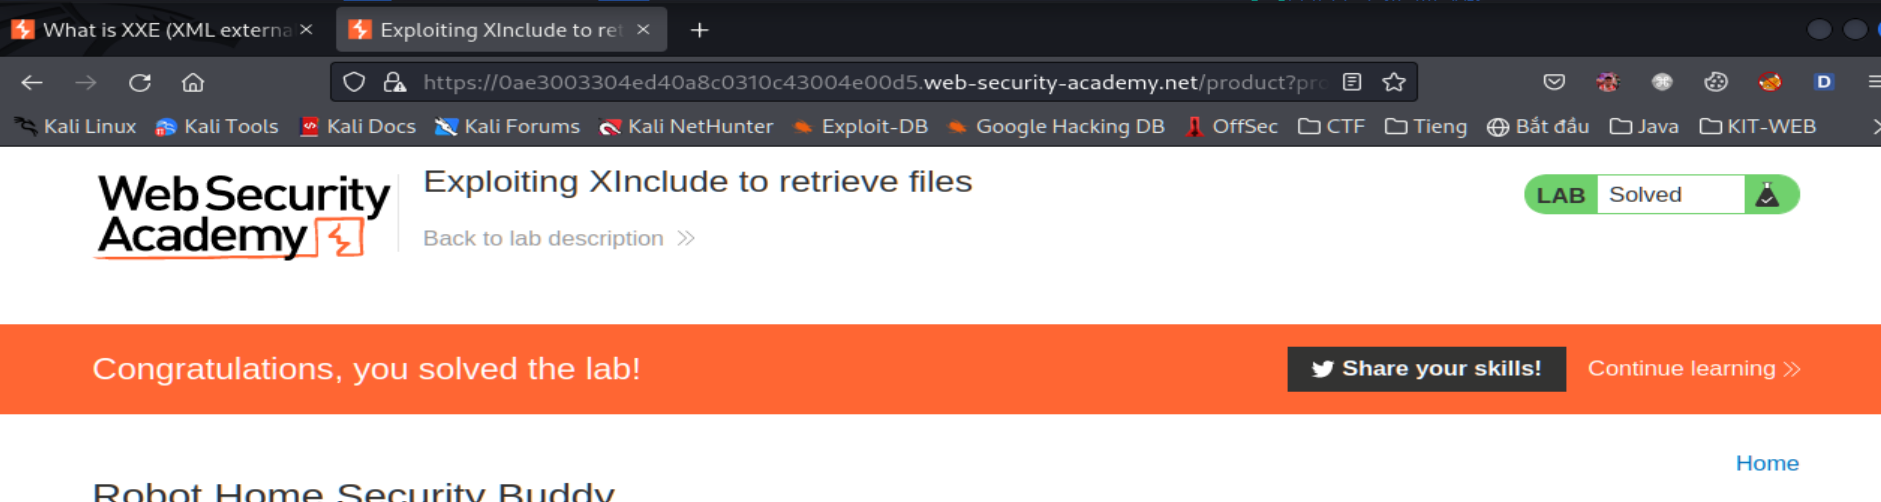 What is XXE (XML externa
Exploiting XInclude to ret
https://0ae3003304ed40a8c0310c43004e00d5.web-security-academy.net/product?pro
Kali Linux Kali Tools Kali Docs Kali Forums Kali NetHunter Exploit-DB Google Hacking DB OffSec CTF Tieng Bắt đầu Java KIT-WEB
D
Web Security
Academy
Exploiting XInclude to retrieve files
Back to lab description
LAB Solved
Congratulations, you solved the lab!
Share your skills!
Continue learning
Home
Robot Home Security Buddy